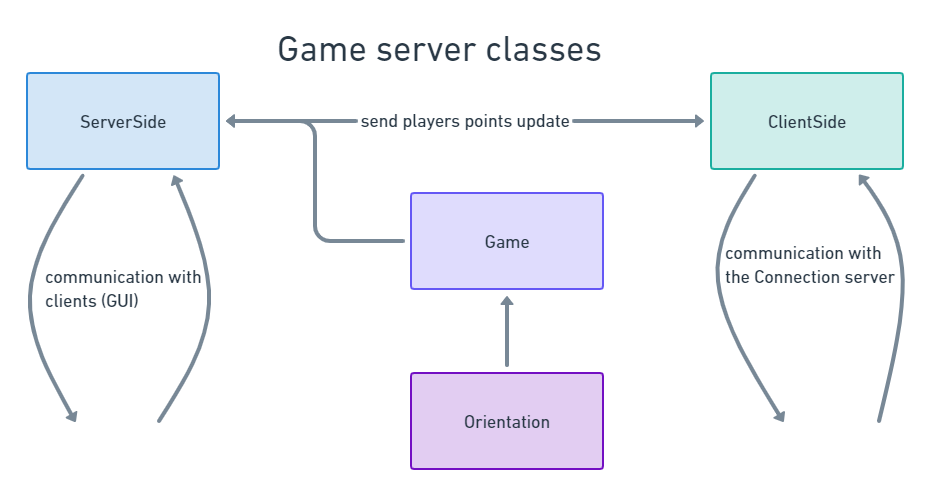 Game server classes
ServerSide
send players points update
ClientSide
Game
communication with
clients (GUI)
communication with
the Connection server
Orientation